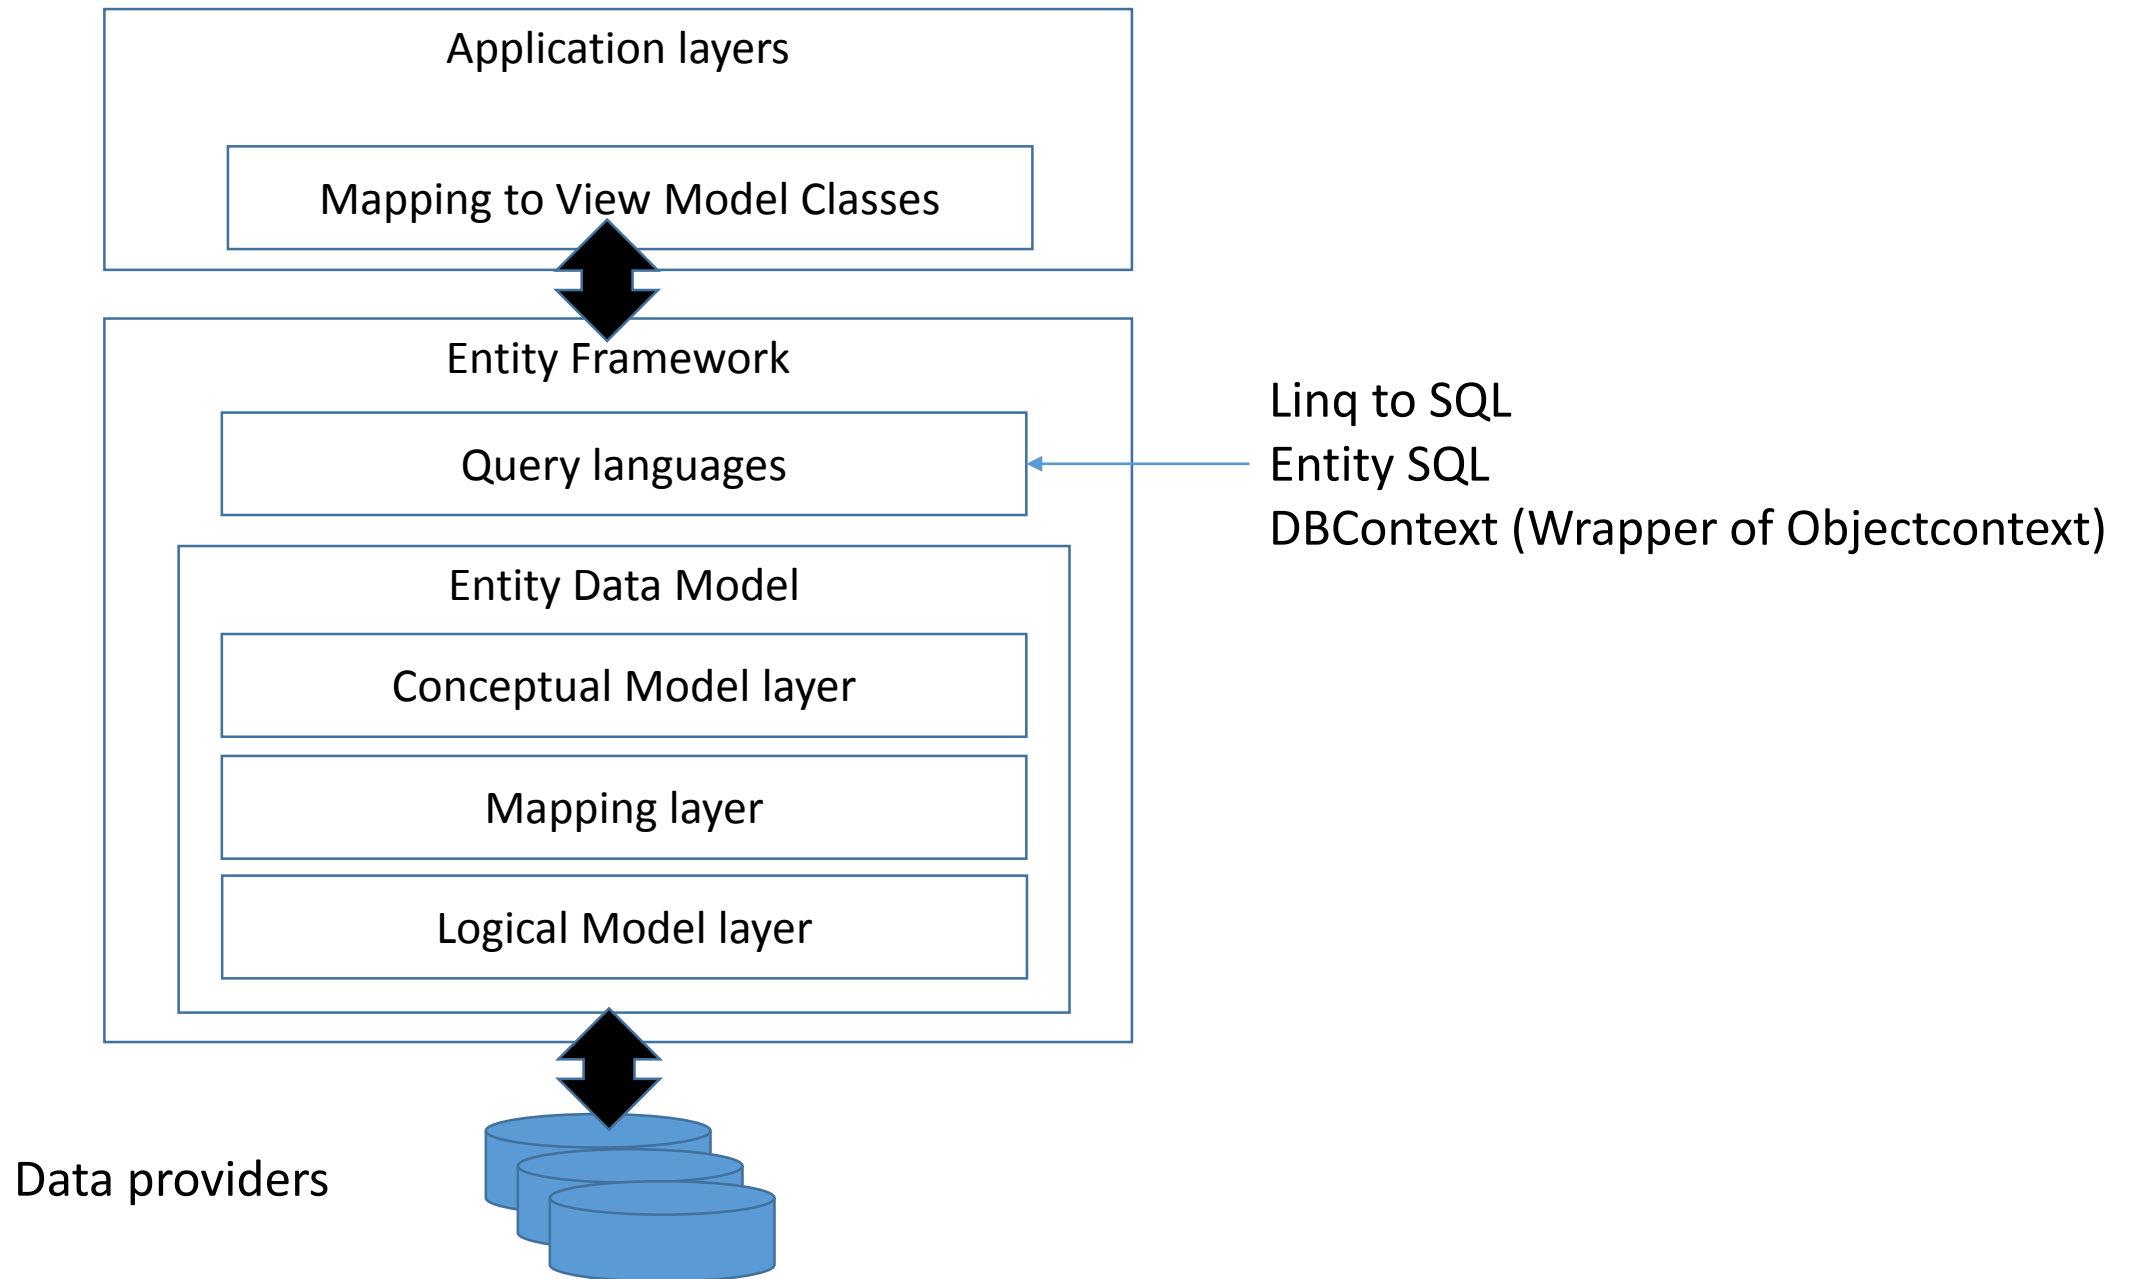 Application layers
Mapping to View Model Classes
Entity Framework
Query languages
Linq to SQL
Entity SQL
DBContext (Wrapper of Objectcontext)
Entity Data Model
Conceptual Model layer
Mapping layer
Logical Model layer
Data providers